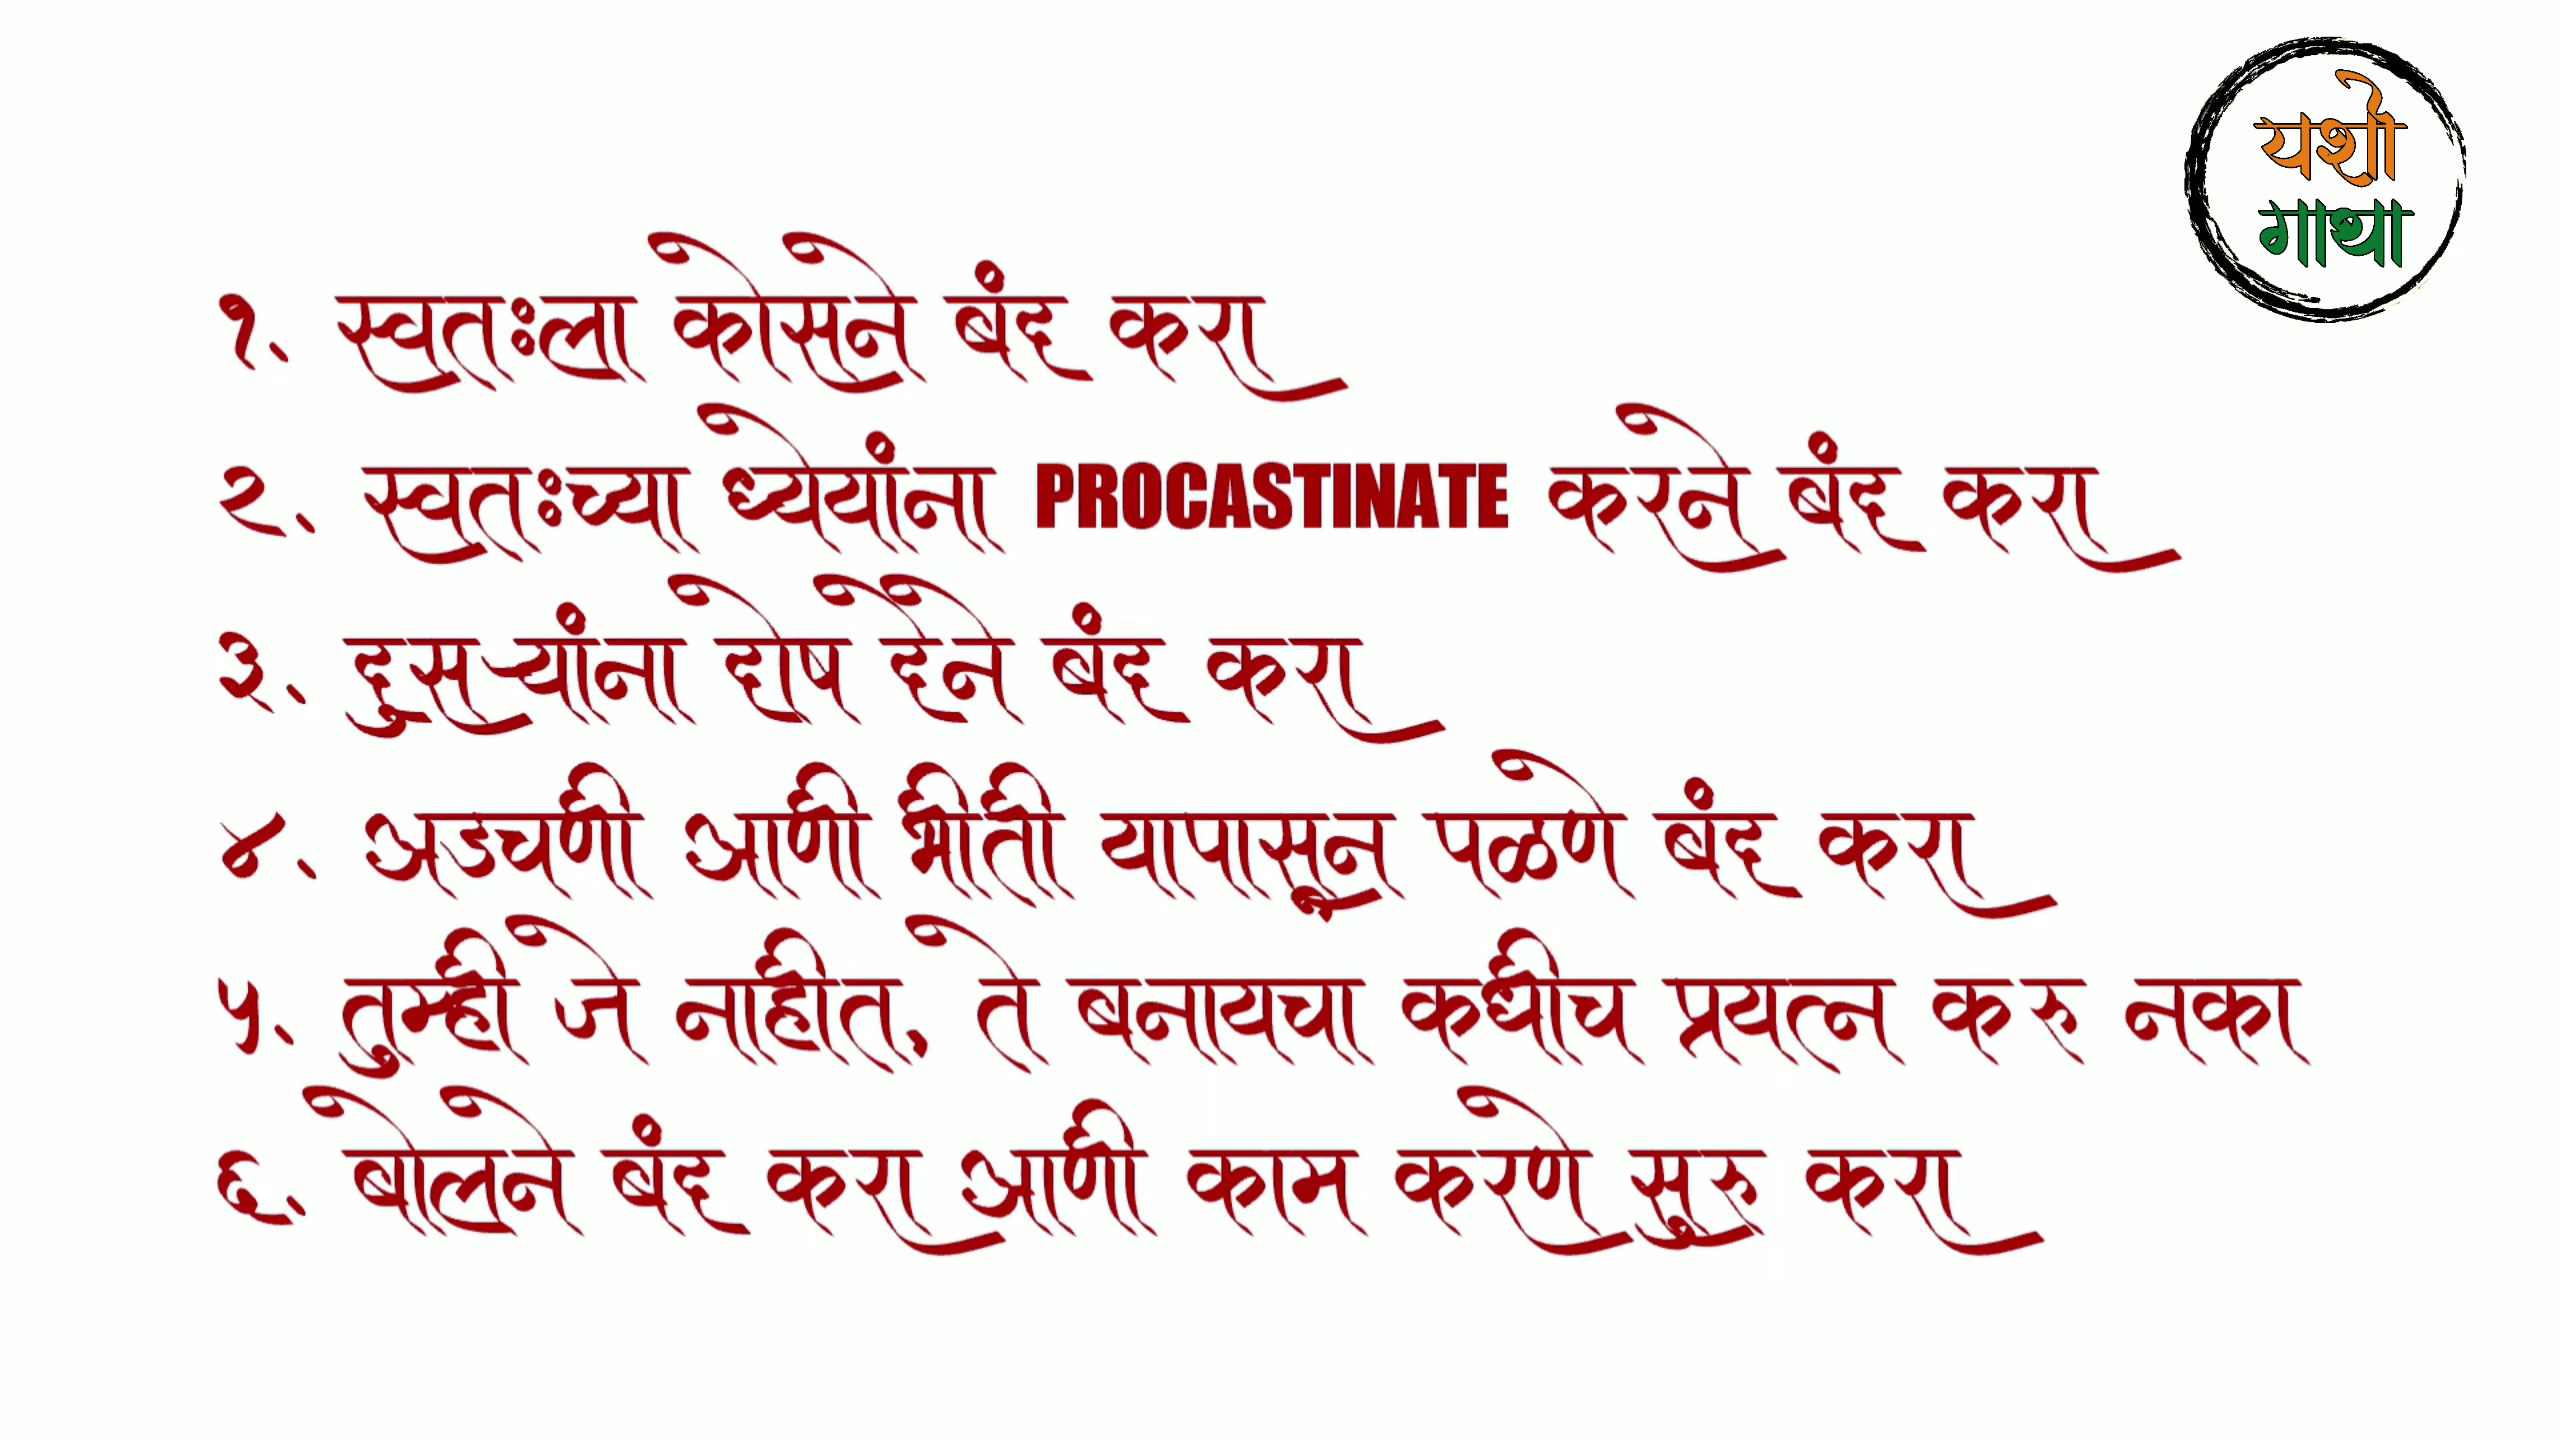 यशो
गाथा
१. स्वतःला कोसने बंद करा
२. स्वतःच्या ध्येयांना PROCASTINATE करने बंद करा
३. दुसऱ्यांना दोष देने बंद करा
४. अडचणी आणी भीती यापासून पळणे बंद करा
५. तुम्ही जे नाहीत, ते बनायचा कधीच प्रयत्न करु नका
६. बोलने बंद करा आणी काम करणे सुरु करा